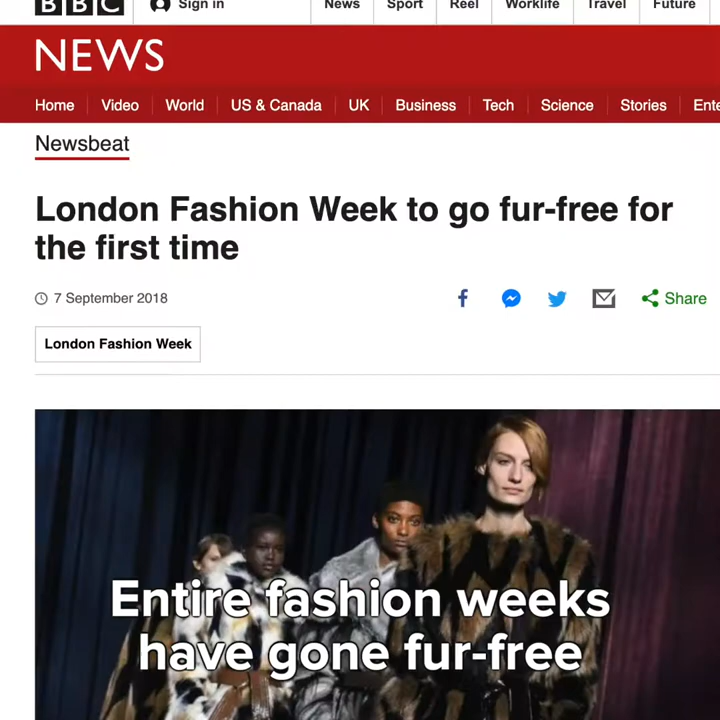 BBC Sign in News Sport Reel Worklife Travel Future
NEWS
Home Video World US & Canada UK Business Tech Science Stories Ente
Newsbeat
London Fashion Week to go fur-free for
the first time
7 September 2018
Share
London Fashion Week
Entire fashion weeks
have gone fur-free